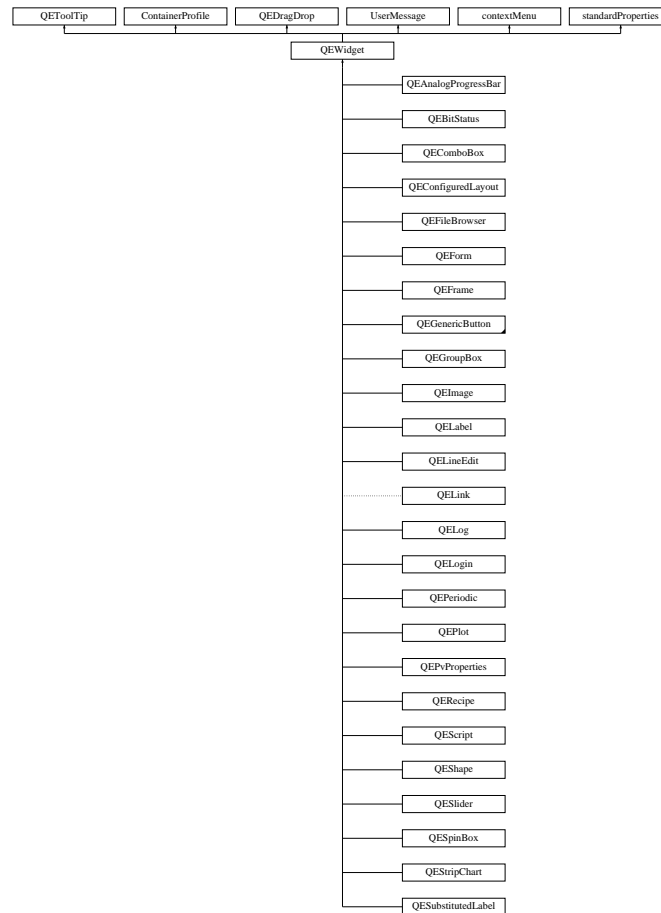 QEToolTip
ContainerProfile
QEDragDrop
UserMessage
contextMenu
standardProperties
QEWidget
QEAnalogProgressBar
QEBitStatus
QEComboBox
QEConfiguredLayout
QEFileBrowser
QEForm
QEFrame
QEGenericButton
QEGroupBox
QEImage
QELabel
QELineEdit
QELink
QELog
QELogin
QEPeriodic
QEPlot
QEPvProperties
QERecipe
QEScript
QEShape
QESlider
QESpinBox
QEStripChart
QESubstitutedLabel